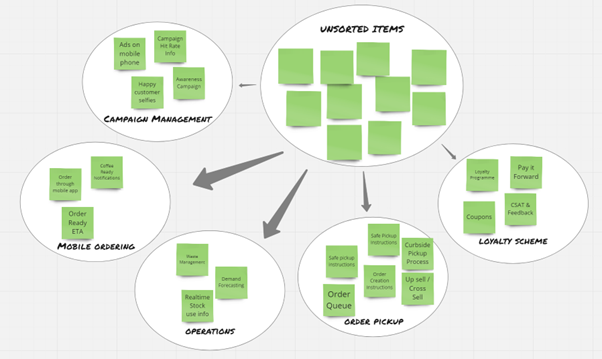 UNSORTED ITEMS
Ads on
mobile
phone
Campaign
Hit Rate
Info
Happy
customer
selfies
Awareness
Campaign
CAMPAIGN MANAGEMENT
Order
through
mobile app
Coffee
Ready
notifications
Order
Ready
ETA
MOBILE ORDERING
Waste
Management
Demand
Forecasting
Realtime
Stock
use info
OPERATIONS
Safe pickup
instructions
Safe Pickup
instructions
Curbside
Pickup
Process
Order
Creation
instructions
Order
Queue
Up sell /
Cross
Sell
ORDER PICKUP
Loyalty
Programme
Pay it
Forward
Coupons
CSAT &
Feedback
LOYALTY SCHEME